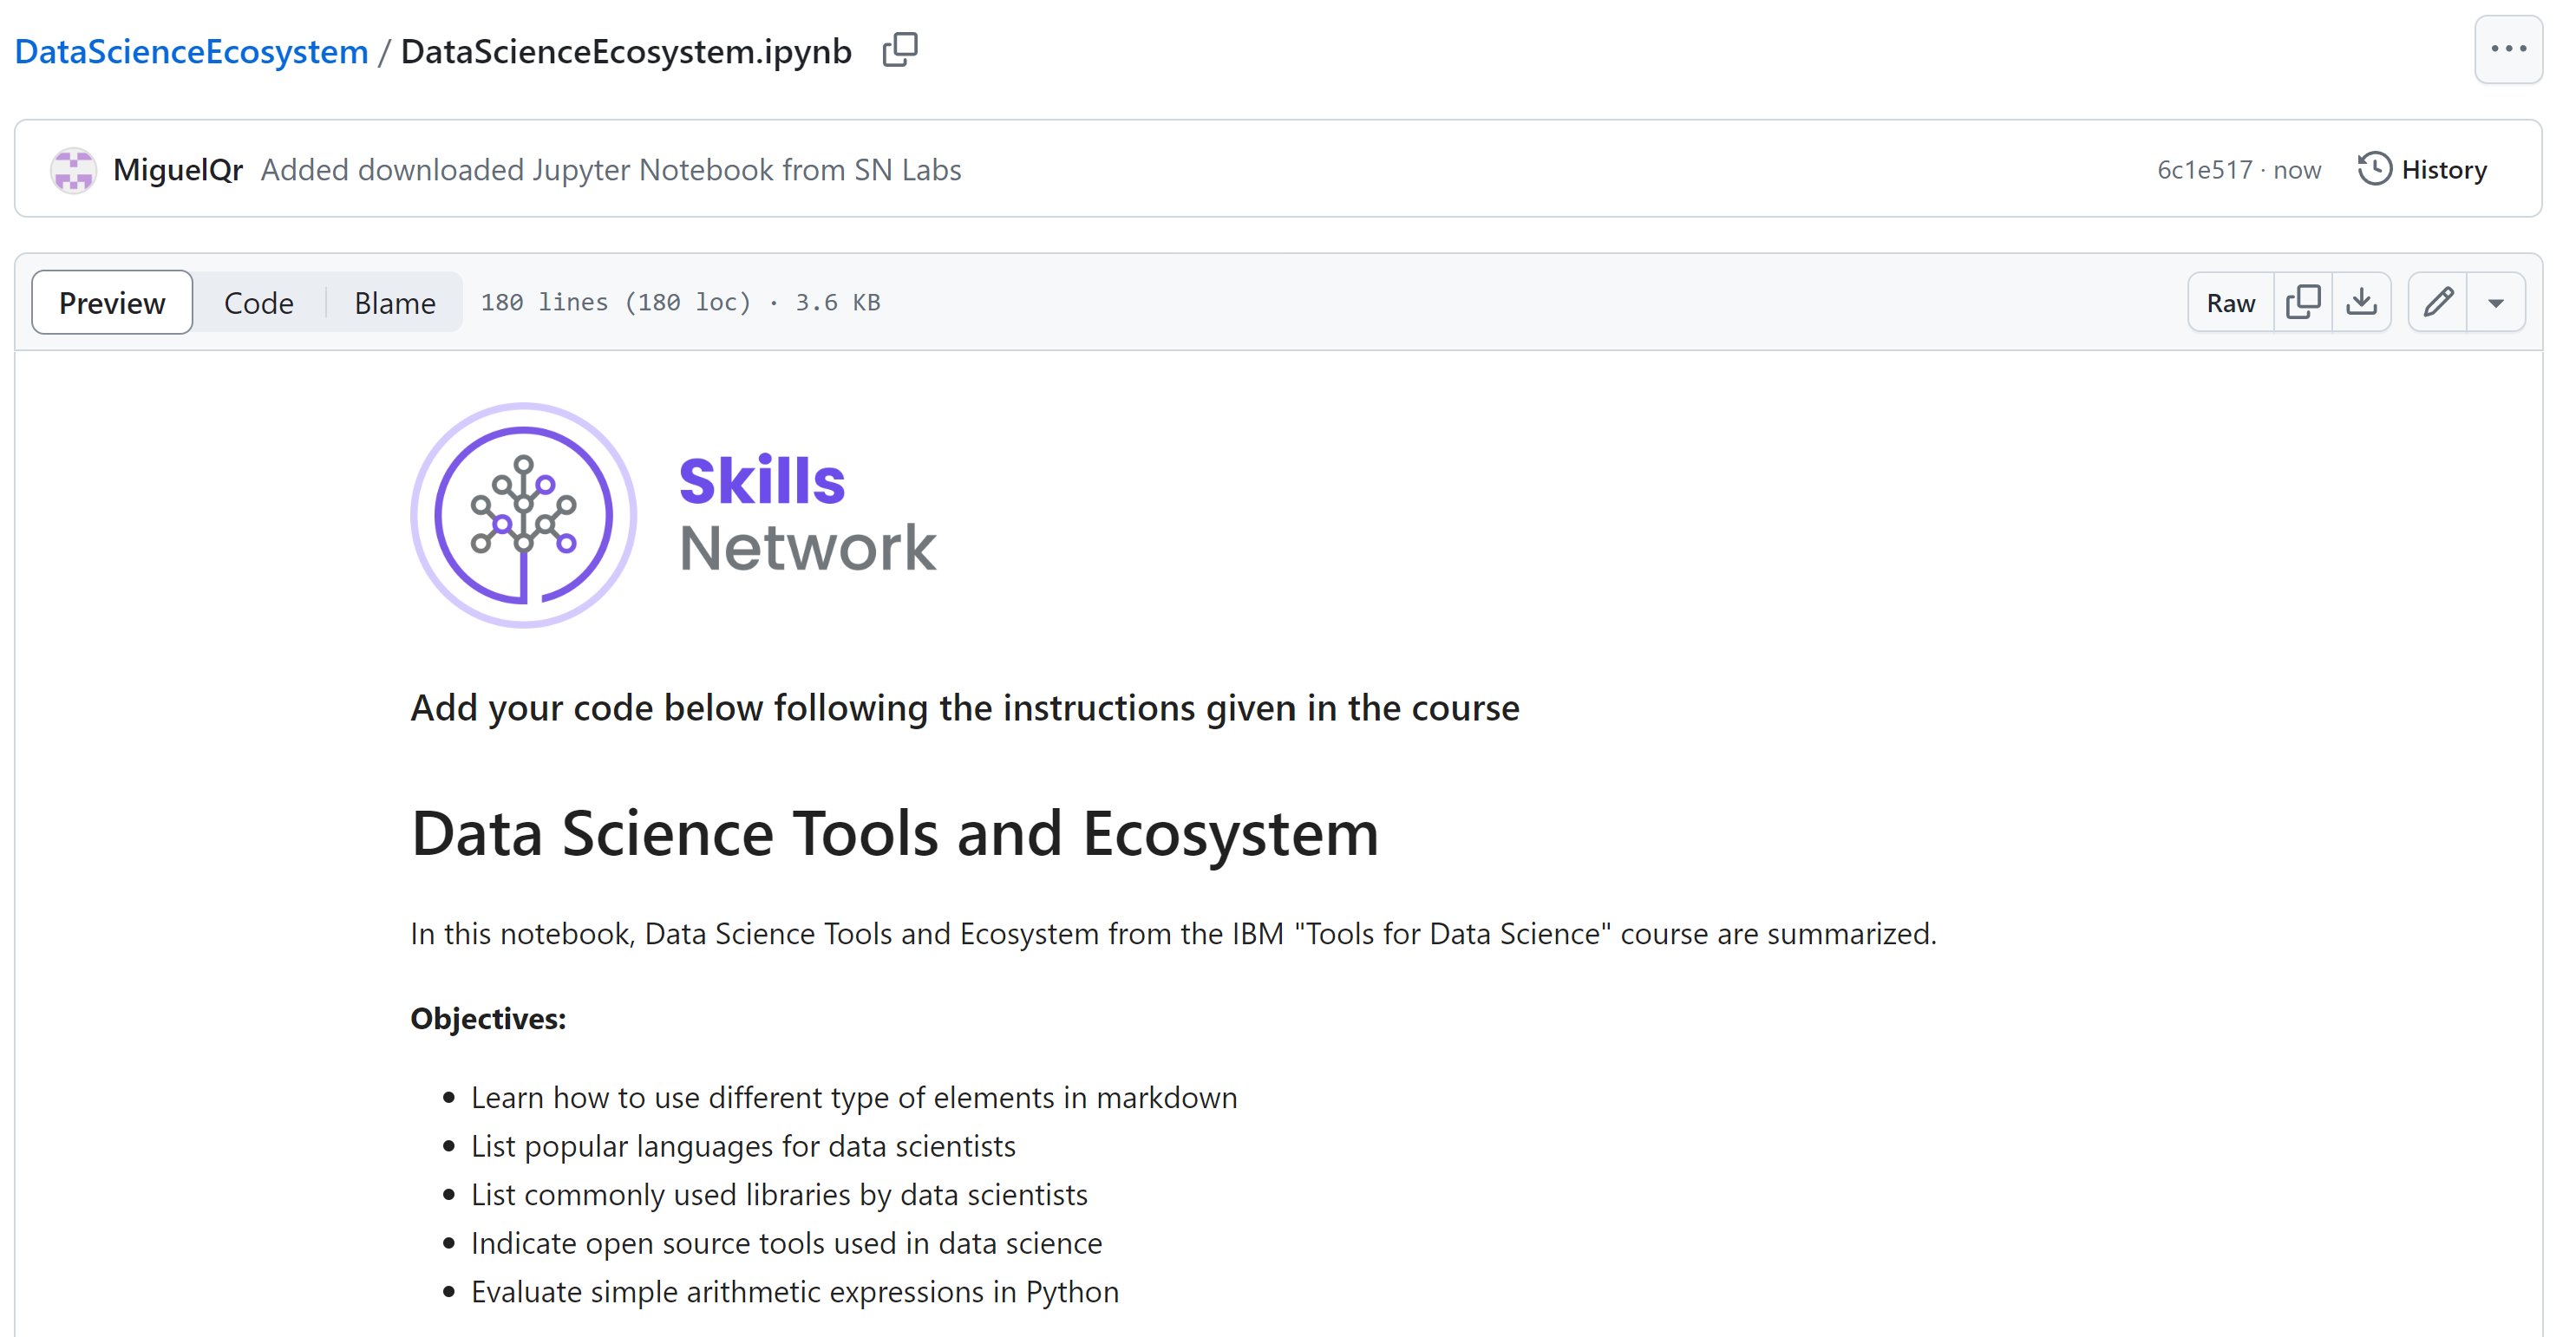 DataScienceEcosystem / DataScienceEcosystem.ipynb
MiguelQr Added downloaded Jupyter Notebook from SN Labs 6c1e517 · now History
Preview Code Blame 180 lines (180 loc) · 3.6 KB Raw
Skills
Network
Add your code below following the instructions given in the course
Data Science Tools and Ecosystem
In this notebook, Data Science Tools and Ecosystem from the IBM "Tools for Data Science" course are summarized.
Objectives:
• Learn how to use different type of elements in markdown
• List popular languages for data scientists
• List commonly used libraries by data scientists
• Indicate open source tools used in data science
• Evaluate simple arithmetic expressions in Python